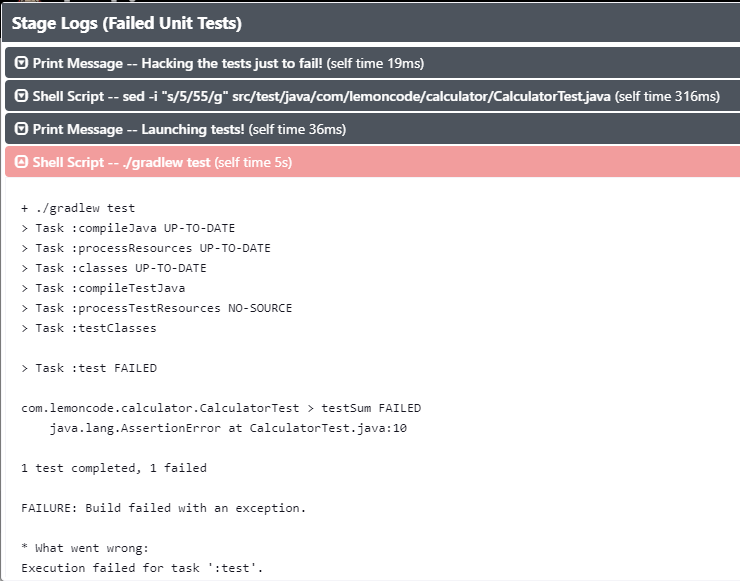 Stage Logs (Failed Unit Tests)
Print Message -- Hacking the tests just to fail! (self time 19ms)
Shell Script -- sed -i "s/5/55/g" src/test/java/com/lemoncode/calculator/CalculatorTest.java (self time 316ms)
Print Message -- Launching tests! (self time 36ms)
Shell Script -- ./gradlew test (self time 5s)
+ ./gradlew test
> Task :compileJava UP-TO-DATE
> Task :processResources UP-TO-DATE
> Task :classes UP-TO-DATE
> Task :compileTestJava
> Task :processTestResources NO-SOURCE
> Task :testClasses
> Task :test FAILED
com.lemoncode.calculator.CalculatorTest > testSum FAILED
java.lang.AssertionError at CalculatorTest.java:10
1 test completed, 1 failed
FAILURE: Build failed with an exception.
* What went wrong:
Execution failed for task ':test'.